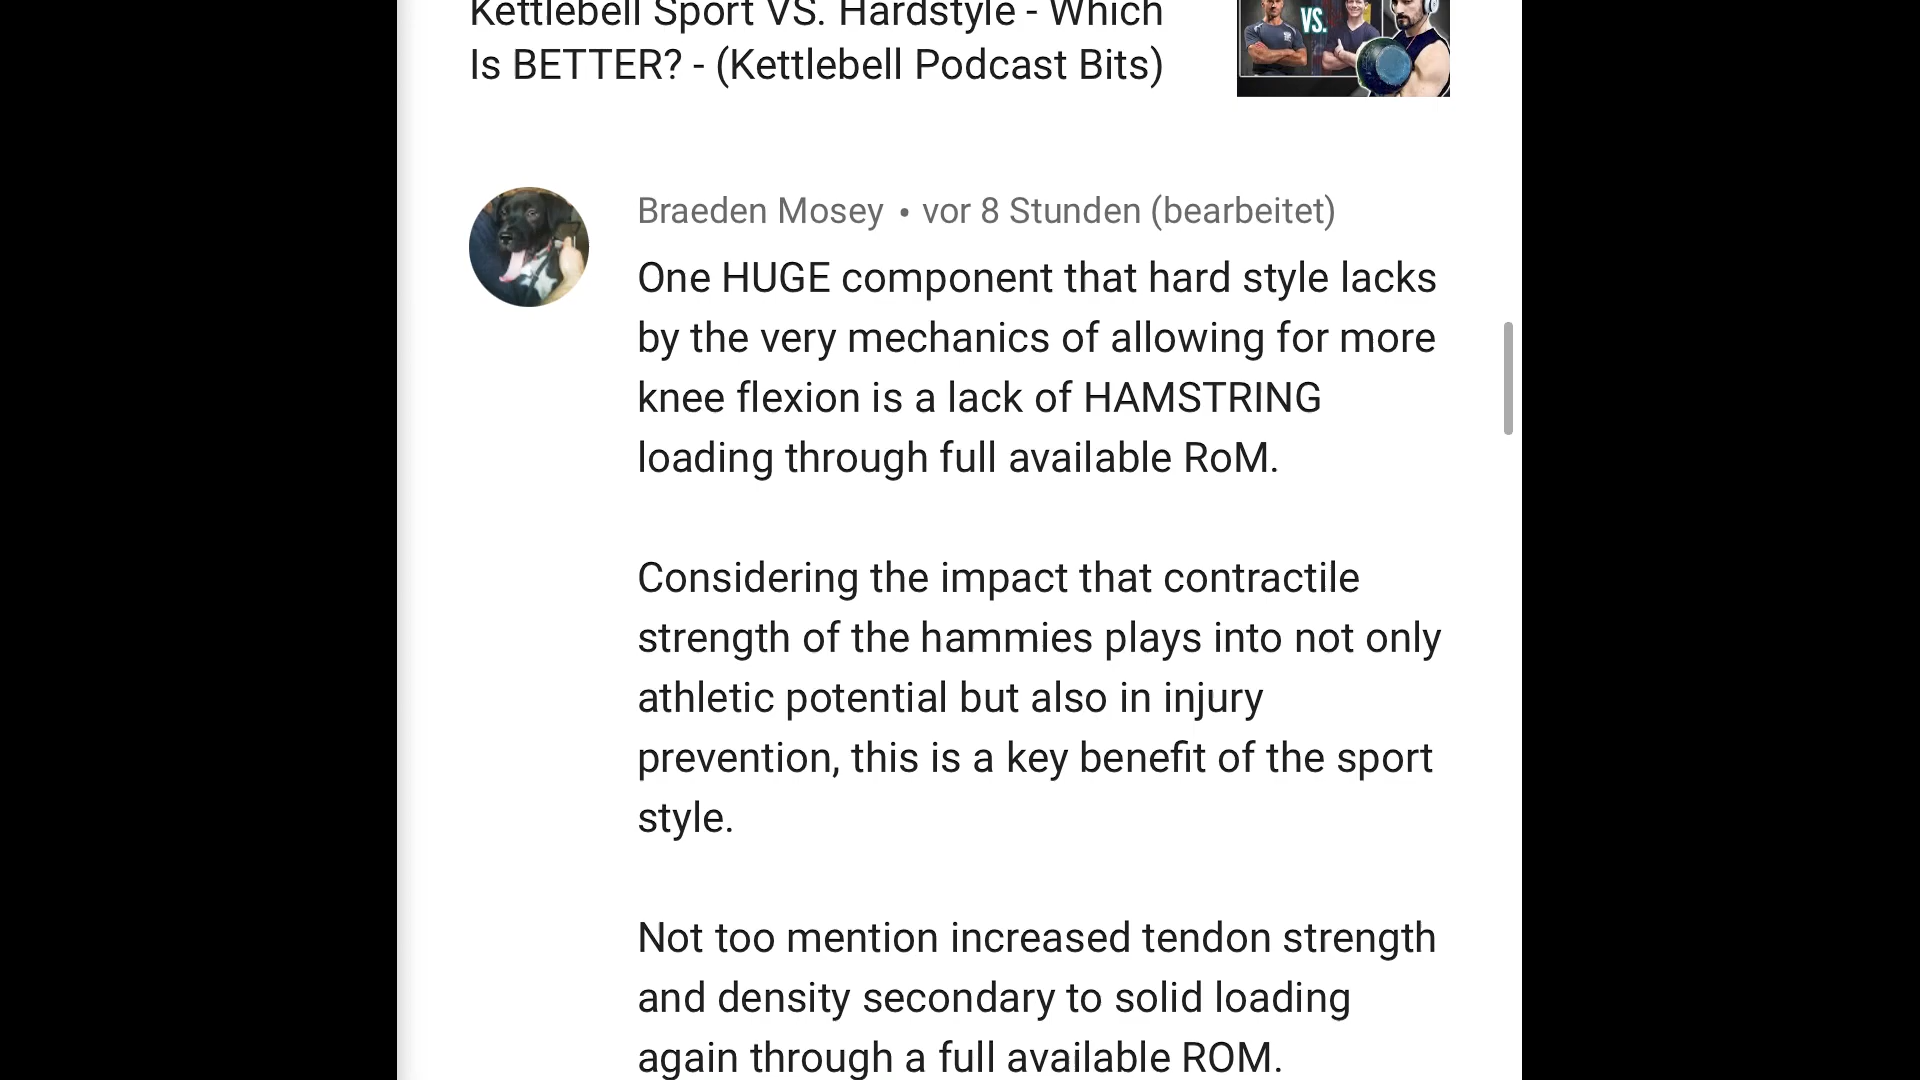 Kettlebell Sport VS. Hardstyle - Which
Is BETTER? - (Kettlebell Podcast Bits)
VS.
Braeden Mosey • vor 8 Stunden (bearbeitet)
One HUGE component that hard style lacks
by the very mechanics of allowing for more
knee flexion is a lack of HAMSTRING
loading through full available RoM.
Considering the impact that contractile
strength of the hammies plays into not only
athletic potential but also in injury
prevention, this is a key benefit of the sport
style.
Not too mention increased tendon strength
and density secondary to solid loading
again through a full available ROM.